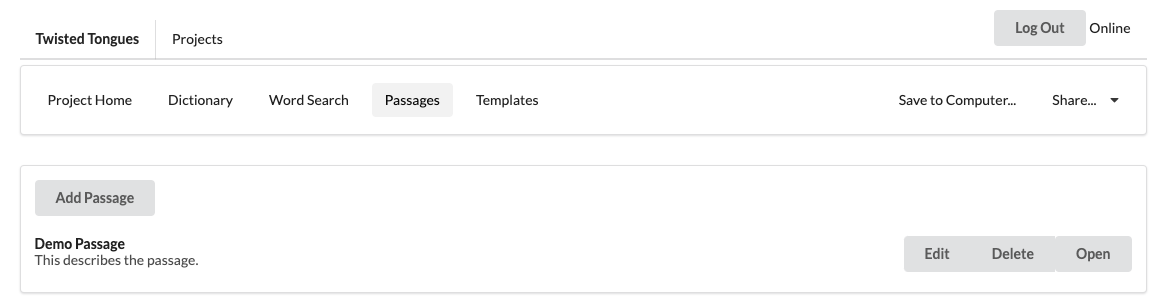 Twisted Tongues Projects Log Out Online
Project Home Dictionary Word Search Passages Templates Save to Computer... Share...
Add Passage
Demo Passage
This describes the passage.
Edit Delete Open